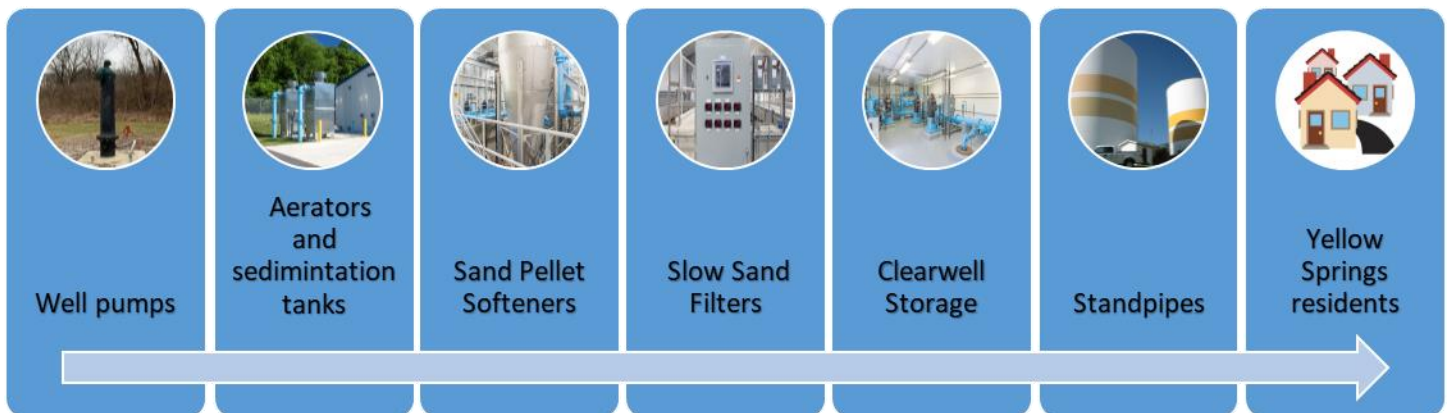 Well pumps
Aerators
and
sedimintation
tanks
Sand Pellet
Softeners
Slow Sand
Filters
Clearwell
Storage
Standpipes
Yellow
Springs
residents